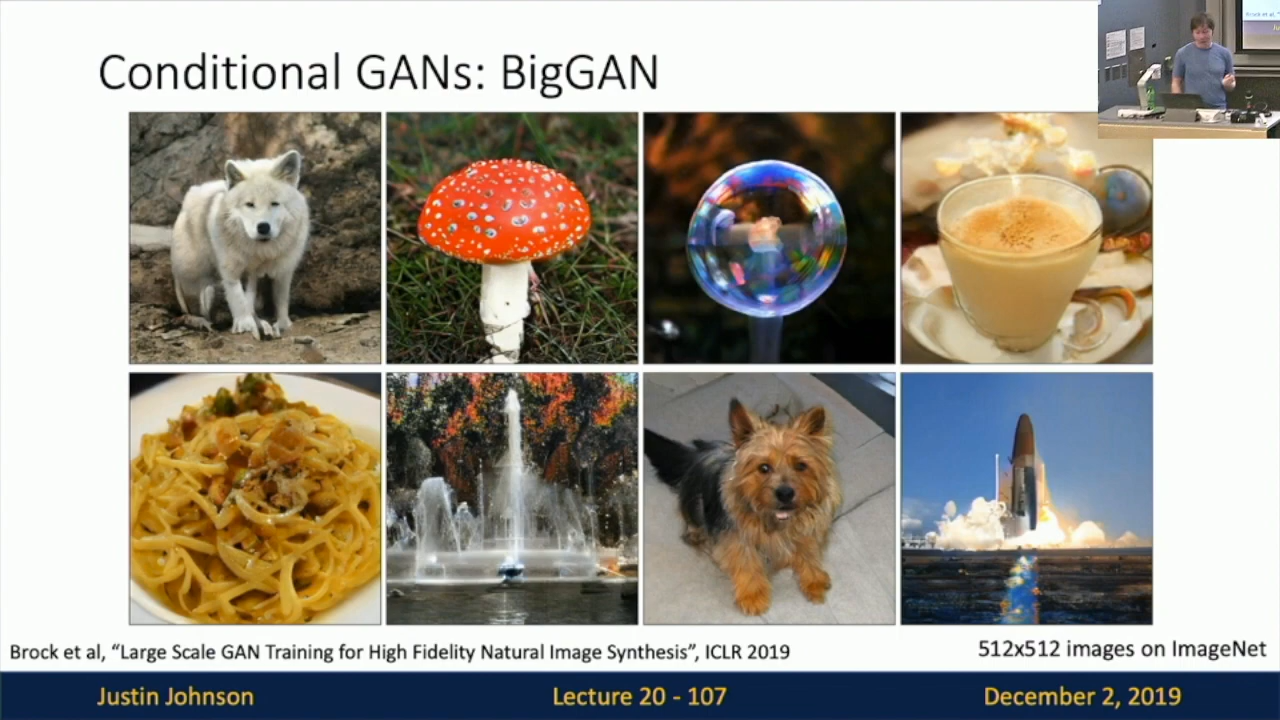 Conditional GANs: BigGAN
Brock et al, “Large Scale GAN Training for High Fidelity Natural Image Synthesis”, ICLR 2019
512x512 images on ImageNet
Justin Johnson
Lecture 20 - 107
December 2, 2019